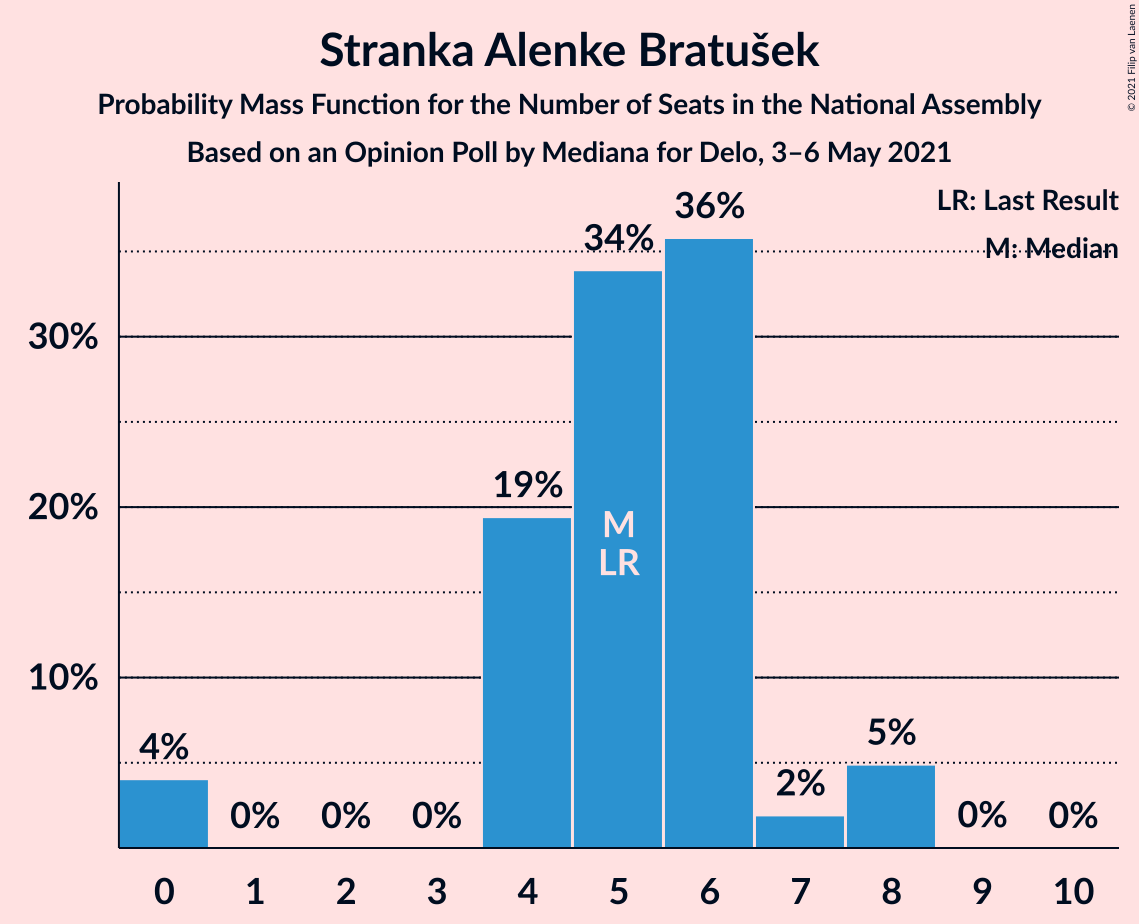 Stranka Alenke Bratušek
Probability Mass Function for the Number of Seats in the National Assembly
Based on an Opinion Poll by Mediana for Delo, 3–6 May 2021
© 2021 Filip van Laenen
LR: Last Result
M: Median
36%
34%
30%
19%
20%
M
LR
10%
4%
0%
0%
0%
2%
5%
0%
0%
0 1 2 3 4 5 6 7 8 9 10